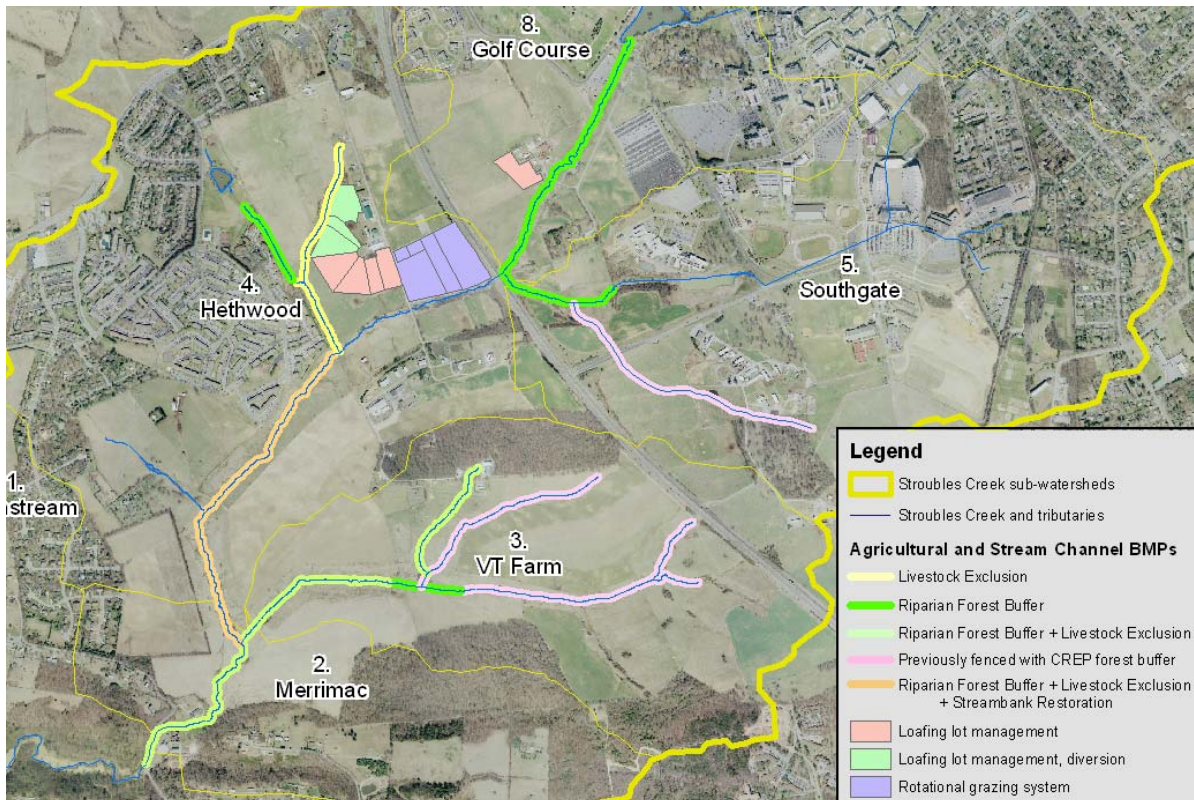 8.
Golf Course
4.
Hethwood
5.
Southgate
1.
nstream
3.
VT Farm
2.
Merrimac
Legend
Stroubles Creek sub-watersheds
Stroubles Creek and tributaries
Agricultural and Stream Channel BMPs
Livestock Exclusion
Riparian Forest Buffer
Riparian Forest Buffer + Livestock Exclusion
Previously fenced with CREP forest buffer
Riparian Forest Buffer + Livestock Exclusion
+ Streambank Restoration
Loafing lot management
Loafing lot management, diversion
Rotational grazing system